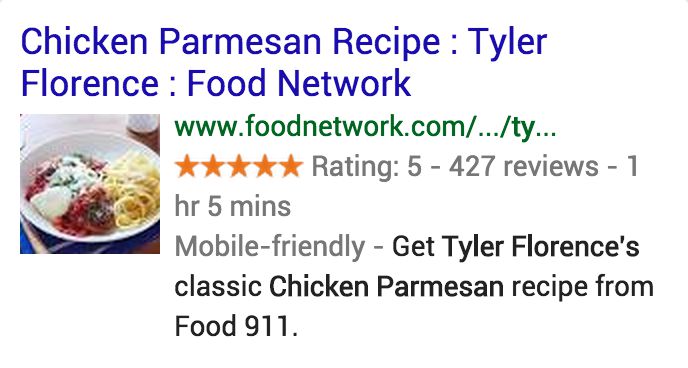 Chicken Parmesan Recipe : Tyler
Florence : Food Network
www.foodnetwork.com/.../ty...
Rating: 5 - 427 reviews - 1
hr 5 mins
Mobile-friendly - Get Tyler Florence's
classic Chicken Parmesan recipe from
Food 911.